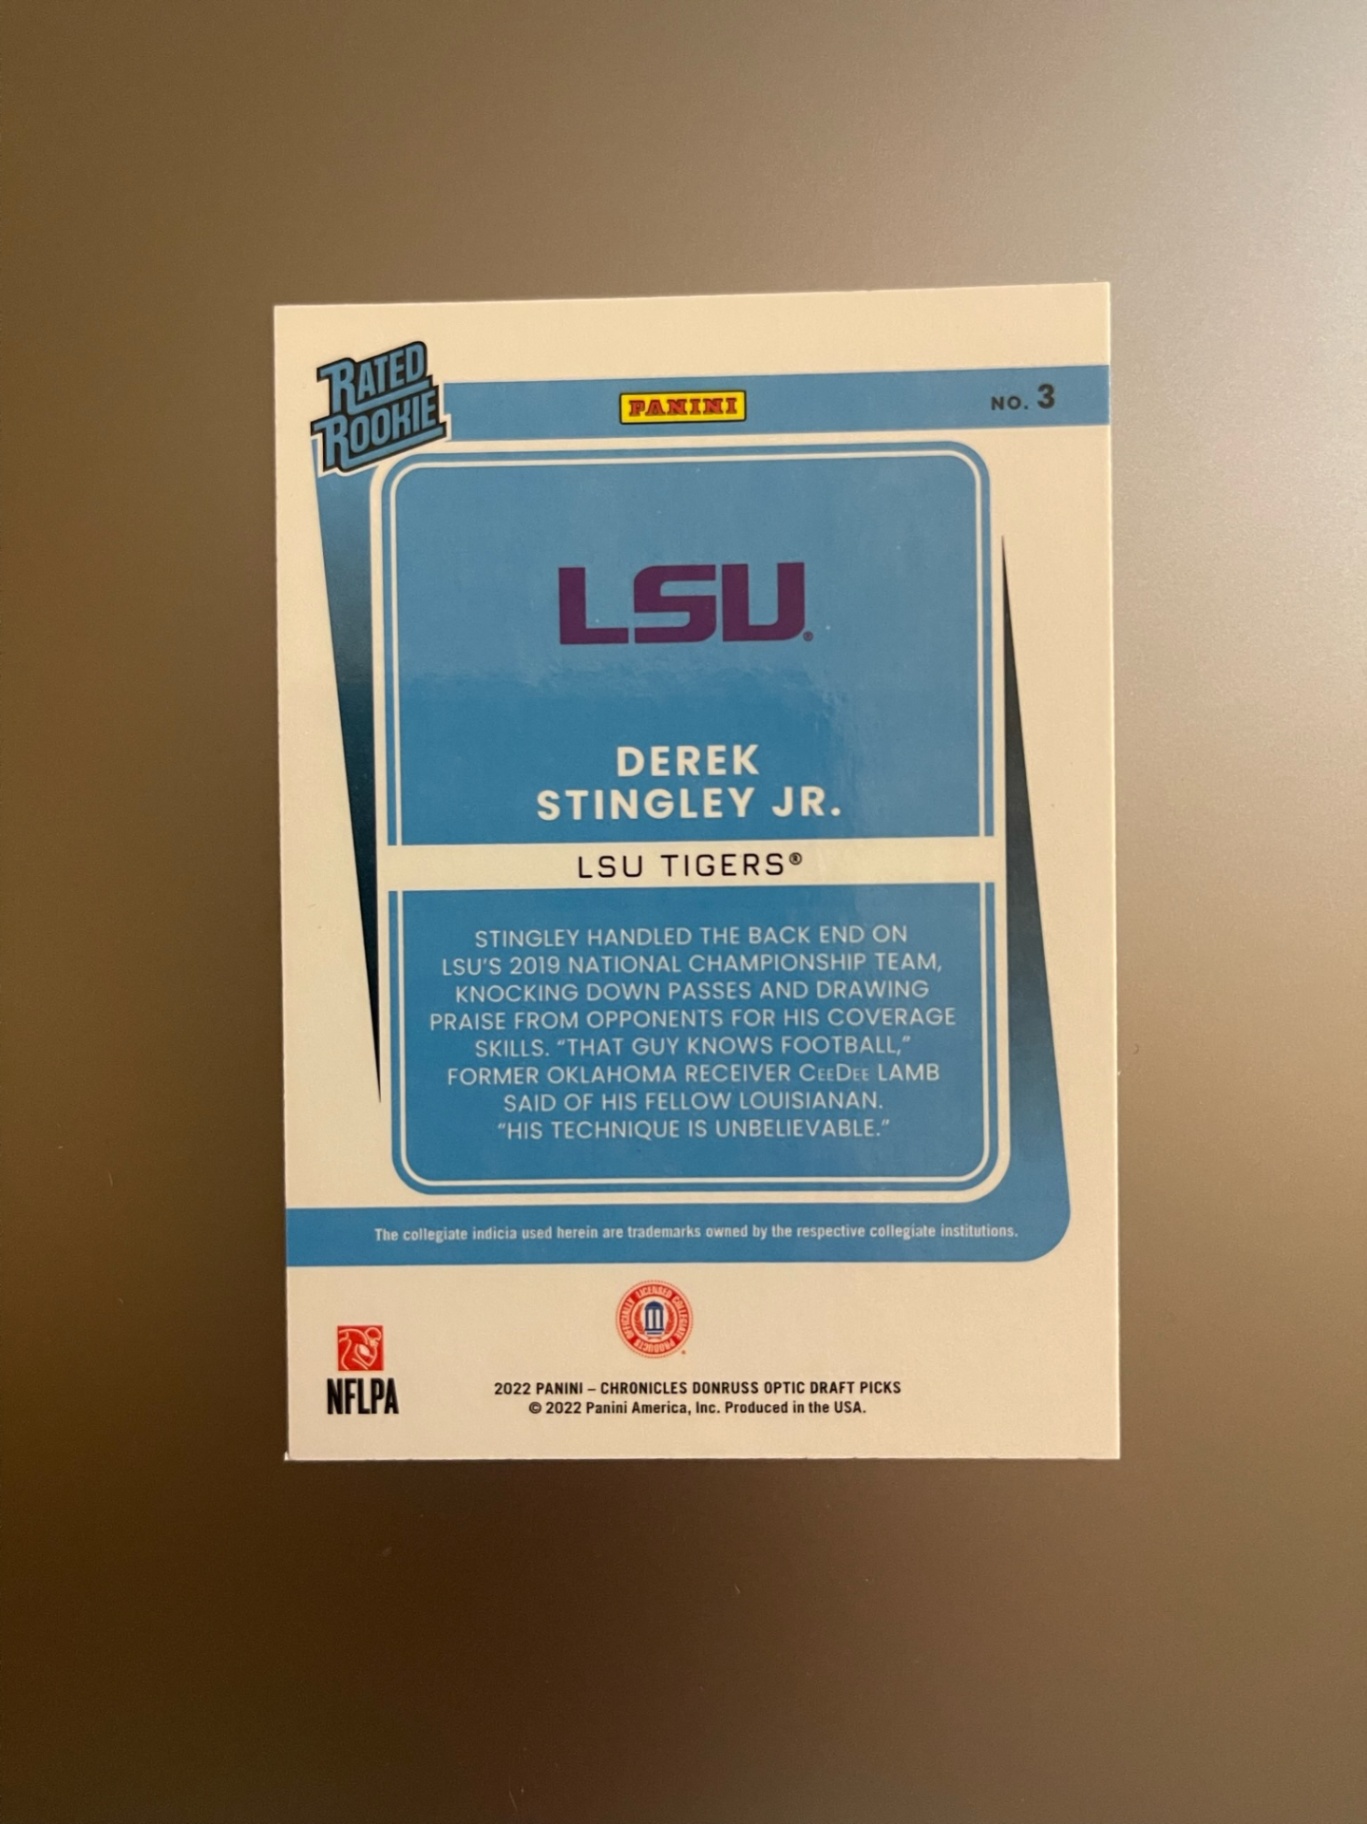 RATED
ROOKIE
PANINI
NO. 3
LSU®
DEREK
STINGLEY JR.
LSU TIGERS®
STINGLEY HANDLED THE BACK END ON
LSU'S 2019 NATIONAL CHAMPIONSHIP TEAM,
KNOCKING DOWN PASSES AND DRAWING
PRAISE FROM OPPONENTS FOR HIS COVERAGE
SKILLS. “THAT GUY KNOWS FOOTBALL,”
FORMER OKLAHOMA RECEIVER CEEDEE LAMB
SAID OF HIS FELLOW LOUISIANAN.
“HIS TECHNIQUE IS UNBELIEVABLE.”
The collegiate indicia used herein are trademarks owned by the respective collegiate institutions.
OFFICIALLY LICENSED COLLEGIATE PRODUCTS
NFLPA
2022 PANINI – CHRONICLES DONRUSS OPTIC DRAFT PICKS
© 2022 Panini America, Inc. Produced in the USA.